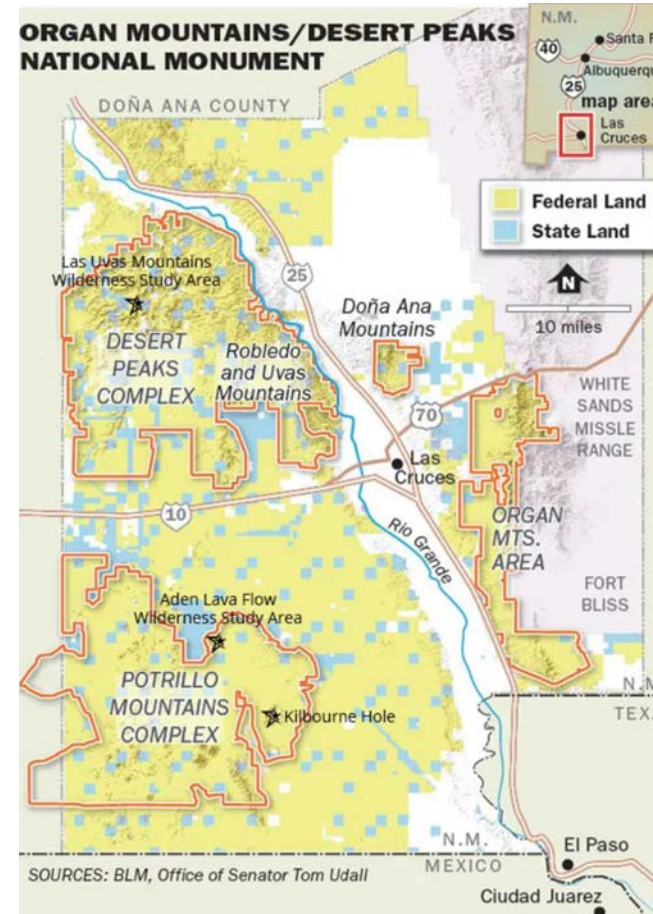 ORGAN MOUNTAINS/DESERT PEAKS
NATIONAL MONUMENT
N.M.
40
Santa F
Albuquerqu
25
map area
Las
Cruces
DOÑA ANA COUNTY
Federal Land
State Land
N
10 miles
Las Uvas Mountains
Wilderness Study Area
25
DESERT
PEAKS
COMPLEX
Robledo
and Uvas
Mountains
Doña Ana
Mountains
70
WHITE
SANDS
MISSLE
RANGE
Las
Cruces
10
Rio Grande
ORGAN
MTS.
AREA
FORT
BLISS
Aden Lava Flow
Wilderness Study Area
POTRILLO
MOUNTAINS
COMPLEX
Kilbourne Hole
N.M.
TEX.
N.M.
MEXICO
El Paso
Ciudad Juarez
SOURCES: BLM, Office of Senator Tom Udall